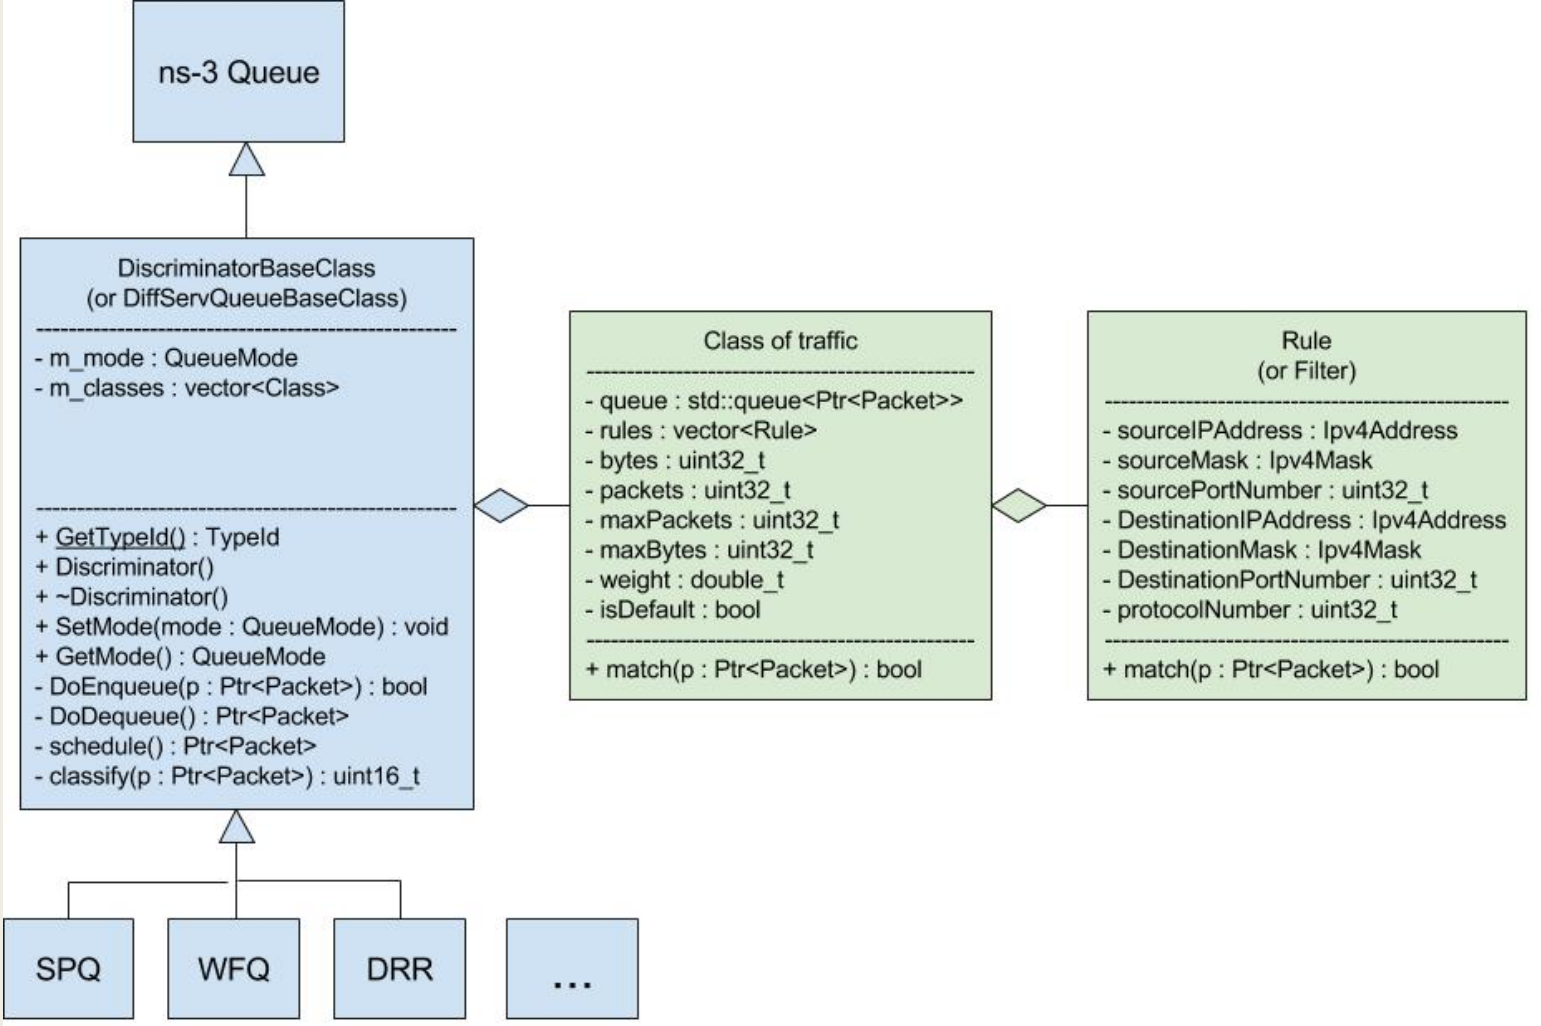 ns-3 Queue
DiscriminatorBaseClass
(or DiffServQueueBaseClass)
- m_mode : QueueMode
- m_classes : vector<Class>
+ GetTypeId() : TypeId
+ Discriminator()
+ ~Discriminator()
+ SetMode(mode : QueueMode) : void
+ GetMode() : QueueMode
- DoEnqueue(p : Ptr<Packet>) : bool
- DoDequeue() : Ptr<Packet>
- schedule() : Ptr<Packet>
- classify(p : Ptr<Packet>) : uint16_t
Class of traffic
- queue : std::queue<Ptr<Packet>>
- rules : vector<Rule>
- bytes : uint32_t
- packets : uint32_t
- maxPackets : uint32_t
- maxBytes : uint32_t
- weight : double_t
- isDefault : bool
+ match(p : Ptr<Packet>) : bool
Rule
(or Filter)
- sourceIPAddress : Ipv4Address
- sourceMask : Ipv4Mask
- sourcePortNumber : uint32_t
- DestinationIPAddress : Ipv4Address
- DestinationMask : Ipv4Mask
- DestinationPortNumber : uint32_t
- protocolNumber : uint32_t
+ match(p : Ptr<Packet>) : bool
SPQ
WFQ
DRR
...